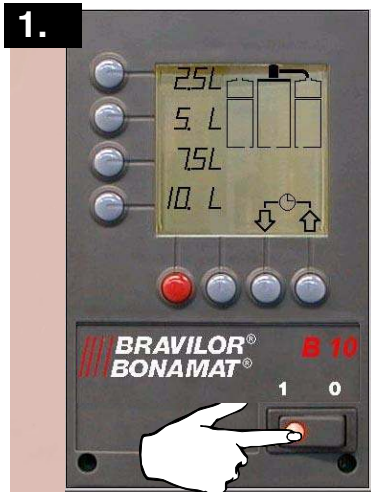 1.
2.5L
5. L
7.5L
10. L
BRAVILOR®
BONAMAT®
B 10
1 0